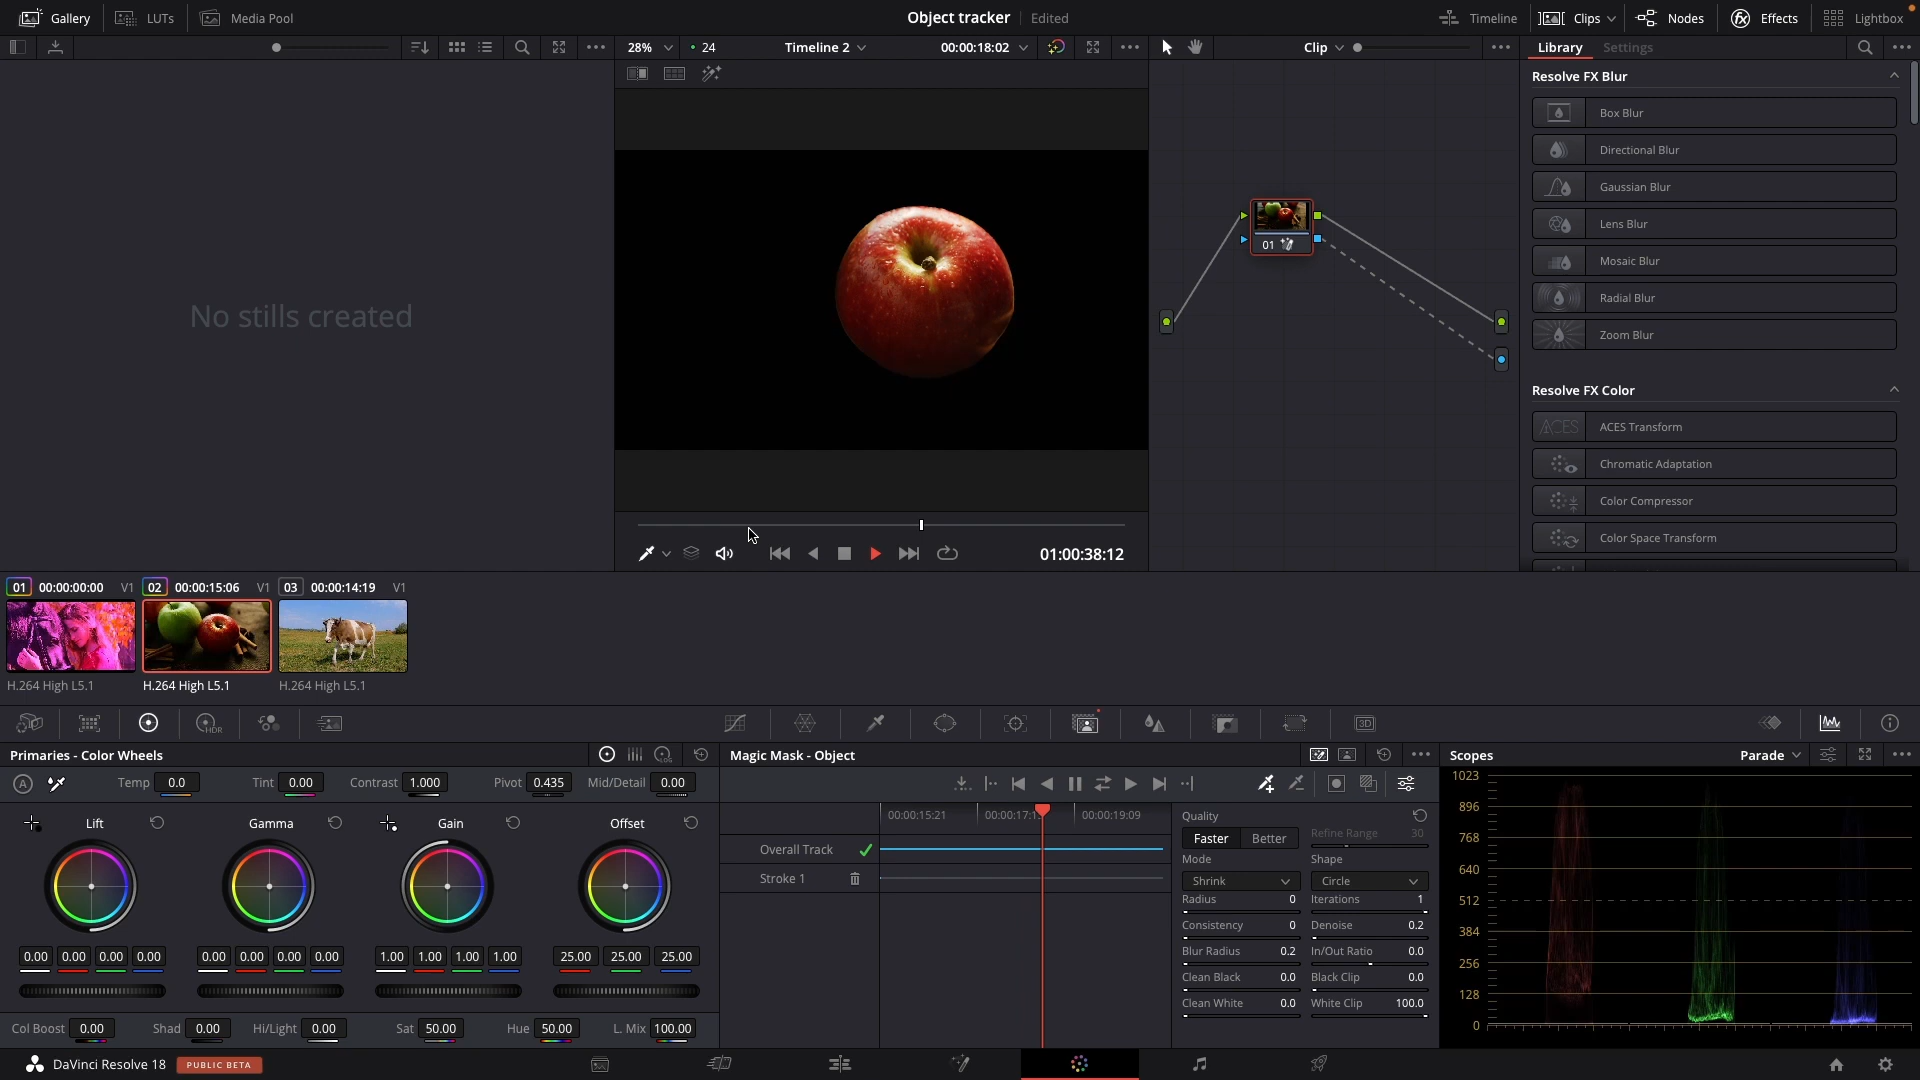 Gallery LUTs Media Pool Object tracker Edited Timeline Clips Nodes Effects Lightbox
28% 24 Timeline 2 00:00:18:02 Clip Library Settings
Resolve FX Blur
Box Blur
Directional Blur
Gaussian Blur
Lens Blur
Mosaic Blur
Radial Blur
Zoom Blur
Resolve FX Color
ACES ACES Transform
Chromatic Adaptation
Color Compressor
Color Space Transform
No stills created
01
01:00:38:12
01 00:00:00:00 V1 02 00:00:15:06 V1 03 00:00:14:19 V1
H.264 High L5.1 H.264 High L5.1 H.264 High L5.1
HDR 3D
Primaries - Color Wheels LOG
A Temp 0.0 Tint 0.00 Contrast 1.000 Pivot 0.435 Mid/Detail 0.00
Lift Gamma Gain Offset
0.00 0.00 0.00 0.00 0.00 0.00 0.00 0.00 1.00 1.00 1.00 1.00 25.00 25.00 25.00
Col Boost 0.00 Shad 0.00 Hi/Light 0.00 Sat 50.00 Hue 50.00 L. Mix 100.00
Magic Mask - Object
00:00:15:21 00:00:17:1 00:00:19:09
Overall Track
Stroke 1
Quality
Faster Better Refine Range 30
Mode Shape
Shrink Circle
Radius 0 Iterations 1
Consistency 0 Denoise 0.2
Blur Radius 0.2 In/Out Ratio 0.0
Clean Black 0.0 Black Clip 0.0
Clean White 0.0 White Clip 100.0
Scopes Parade
1023
896
768
640
512
384
256
128
0
DaVinci Resolve 18 PUBLIC BETA